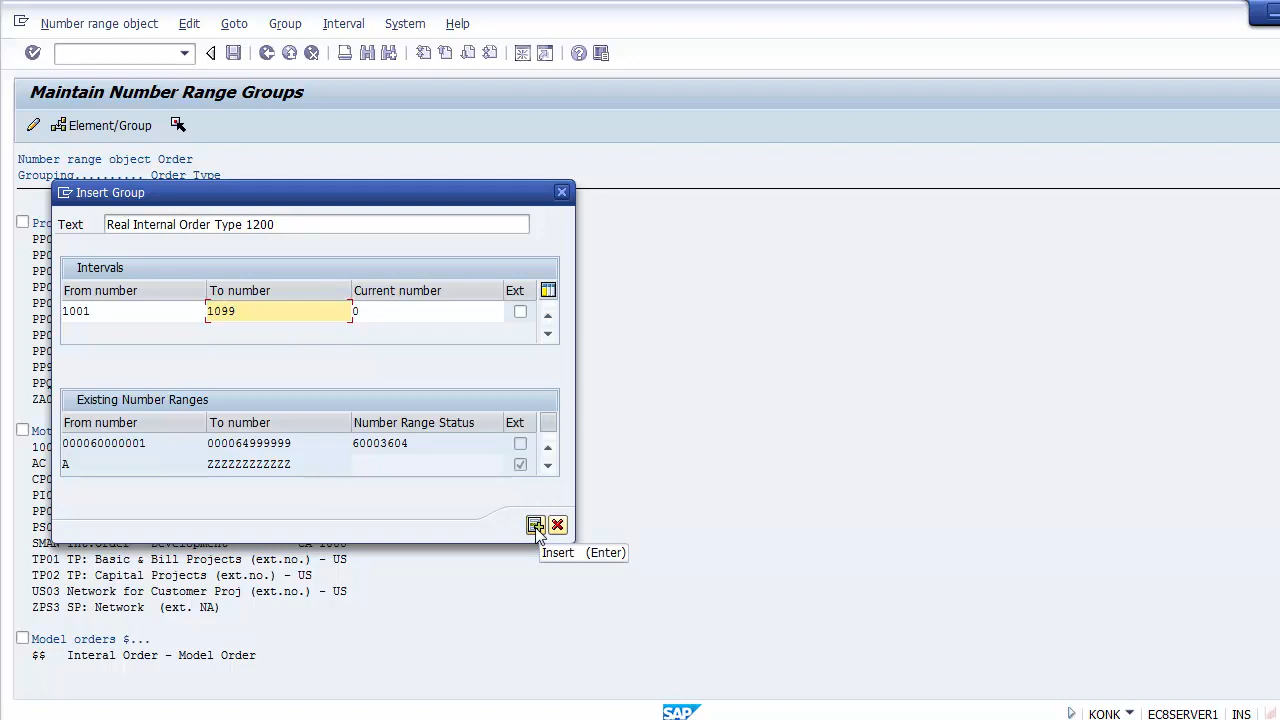 Number range object Edit Goto Group Interval System Help
Maintain Number Range Groups
Element/Group
Number range object Order
Grouping.......... Order Type
Insert Group
Text Real Internal Order Type 1200
Intervals
From number To number Current number Ext
1001 1099 0
Existing Number Ranges
From number To number Number Range Status Ext
000060000001 000064999999 60003604
A ZZZZZZZZZZZZ
Insert (Enter)
TP01 TP: Basic & Bill Projects (ext.no.) - US
TP02 TP: Capital Projects (ext.no.) - US
US03 Network for Customer Proj (ext.no.) - US
ZPS3 SP: Network (ext. NA)
Model orders $...
$$ Interal Order - Model Order
SAP KONK EC8SERVER1 INS